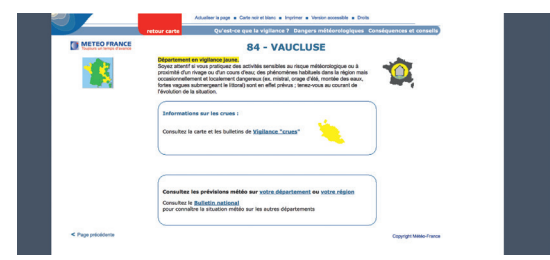 Actualiser la page • Carte noir et blanc • Imprimer • Version accessible • Droits
retour carte Qu'est-ce que la vigilance ? Dangers météorologiques Conséquences et conseils
METEO FRANCE
Toujours un temps d'avance
84 - VAUCLUSE
Département en vigilance jaune.
Soyez attentif si vous pratiquez des activités sensibles au risque météorologique ou à
proximité d'un rivage ou d'un cours d'eau; des phénomènes habituels dans la région mais
occasionnellement et localement dangereux (ex. mistral, orage d'été, montée des eaux,
fortes vagues submergeant le littoral) sont en effet prévus ; tenez-vous au courant de
l'évolution de la situation.
Informations sur les crues :
Consultez la carte et les bulletins de Vigilance "crues"
Consultez les prévisions météo sur votre département ou votre région
Consultez le Bulletin national
pour connaître la situation météo sur les autres départements
< Page précédente
Copyright Météo-France